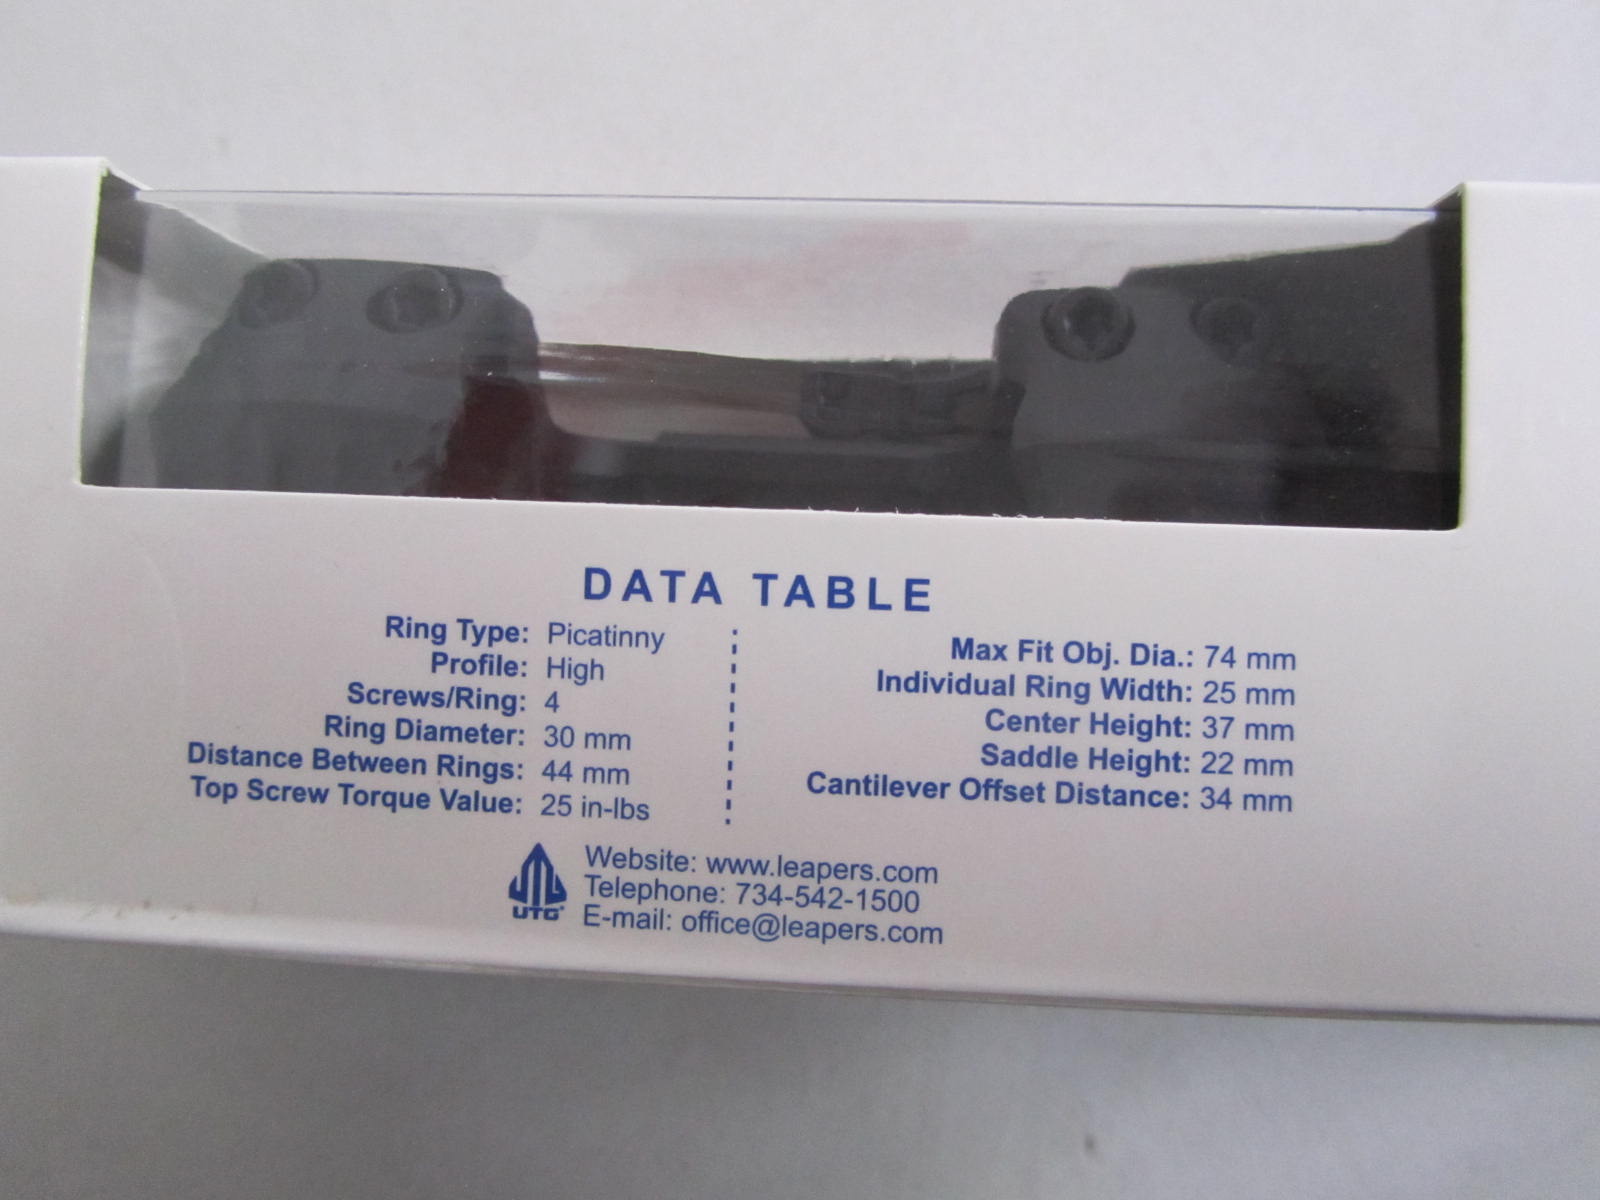 DATA TABLE
Ring Type: Picatinny
Profile: High
Screws/Ring: 4
Ring Diameter: 30 mm
Distance Between Rings: 44 mm
Top Screw Torque Value: 25 in-lbs
Max Fit Obj. Dia.: 74 mm
Individual Ring Width: 25 mm
Center Height: 37 mm
Saddle Height: 22 mm
Cantilever Offset Distance: 34 mm
UTG®
Website: www.leapers.com
Telephone: 734-542-1500
E-mail: office@leapers.com